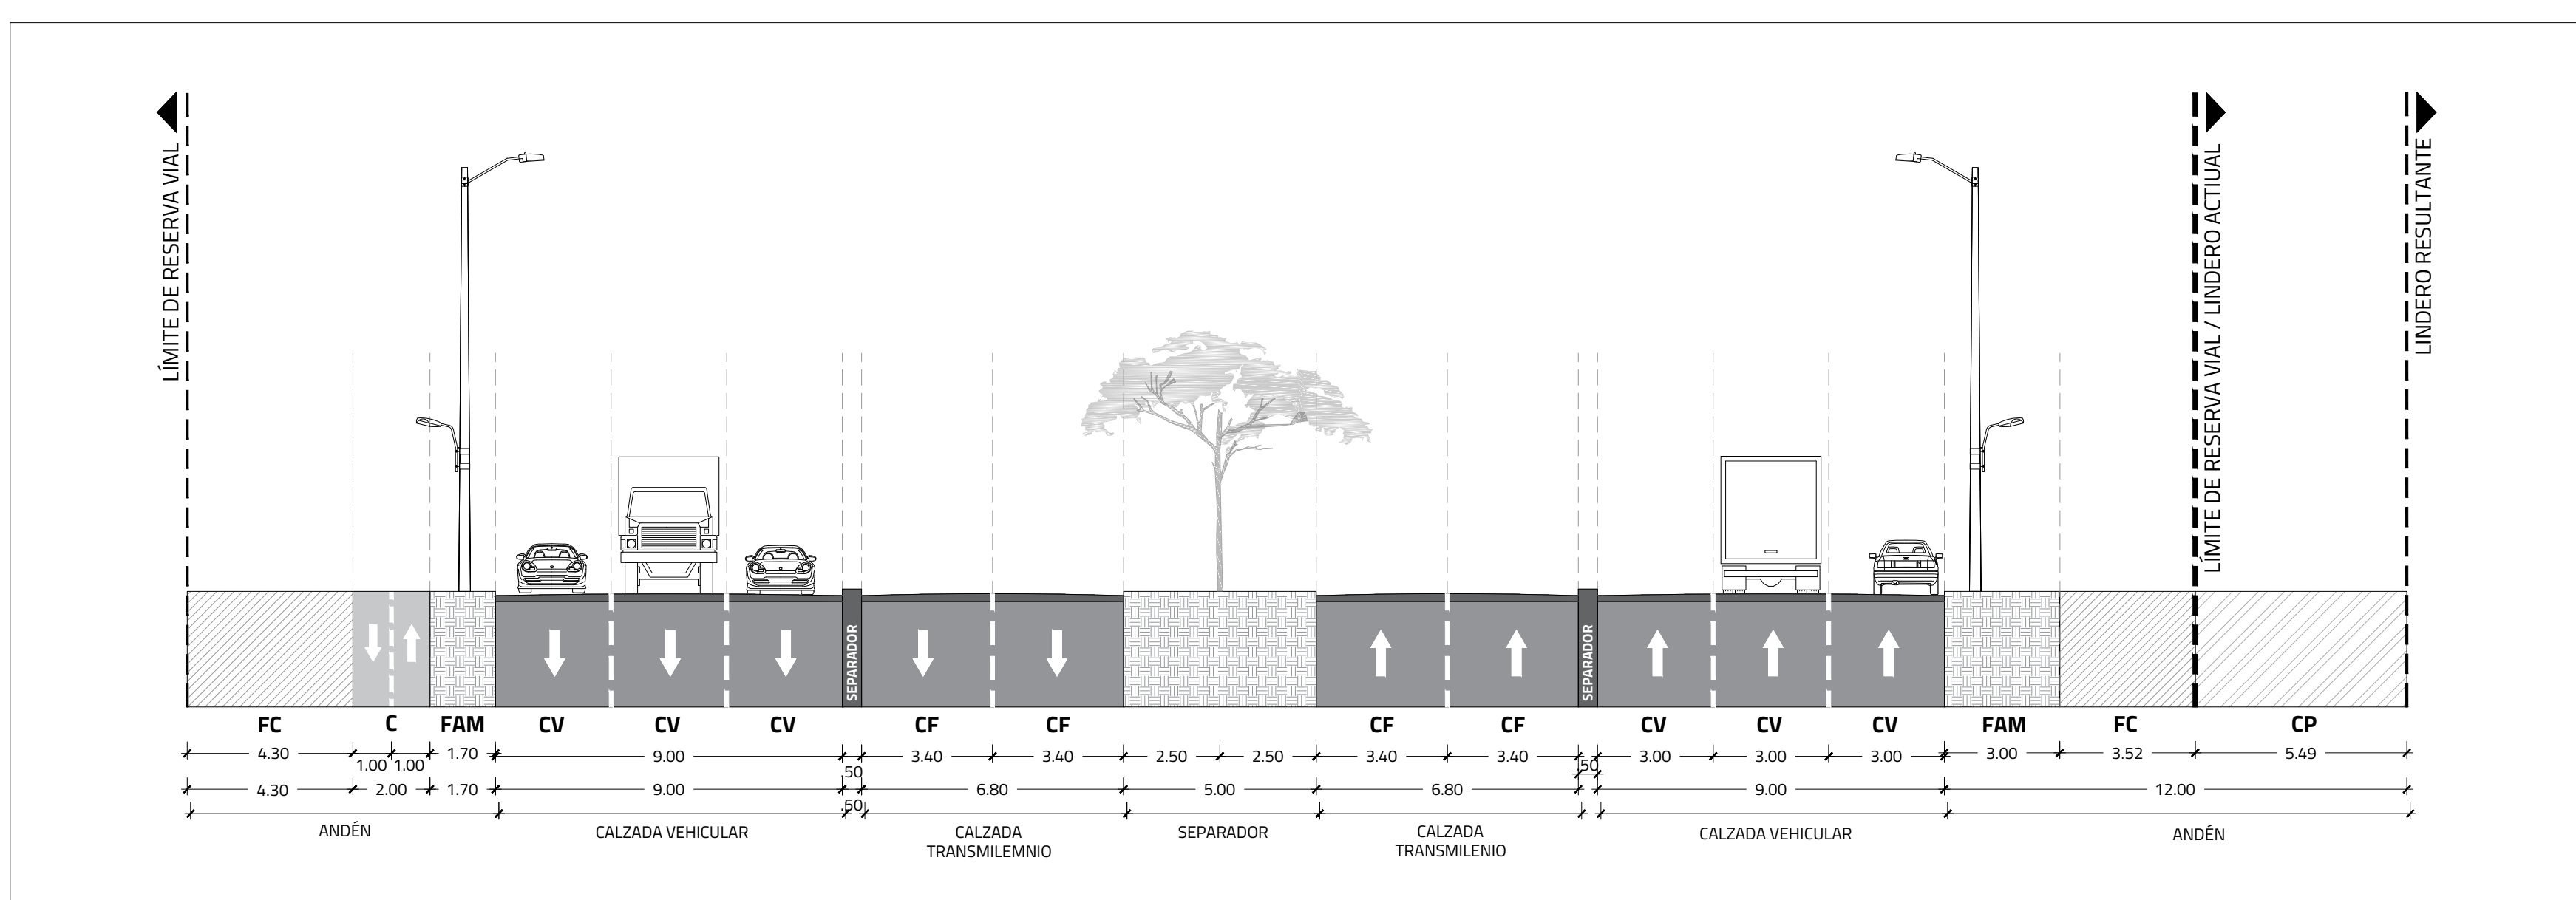 LÍMITE DE RESERVA VIAL
LÍMITE DE RESERVA VIAL / LINDERO ACTIUAL
LINDERO RESULTANTE
SEPARADOR
SEPARADOR
FC C FAM CV CV CV CF CF CF CF CV CV CV FAM FC CP
4.30 1.00 1.00 1.70 9.00 .50 3.40 3.40 2.50 2.50 3.40 3.40 .50 3.00 3.00 3.00 3.00 3.52 5.49
4.30 2.00 1.70 9.00 .50 6.80 5.00 6.80 9.00 12.00
ANDÉN
CALZADA VEHICULAR
CALZADA
TRANSMILEMNIO
SEPARADOR
CALZADA
TRANSMILENIO
CALZADA VEHICULAR
ANDÉN